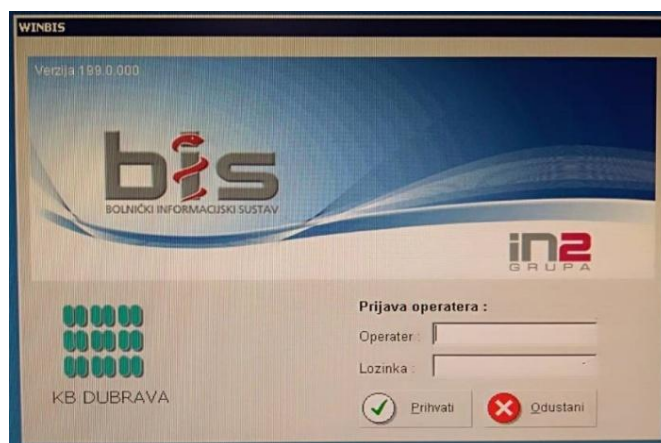 WINBIS
Verzija 199.0.000
bis
BOLNIČKI INFORMACIJSKI SUSTAV
in2
GRUPA
KB DUBRAVA
Prijava operatera :
Operater :
Lozinka :
Prihvati
Odustani